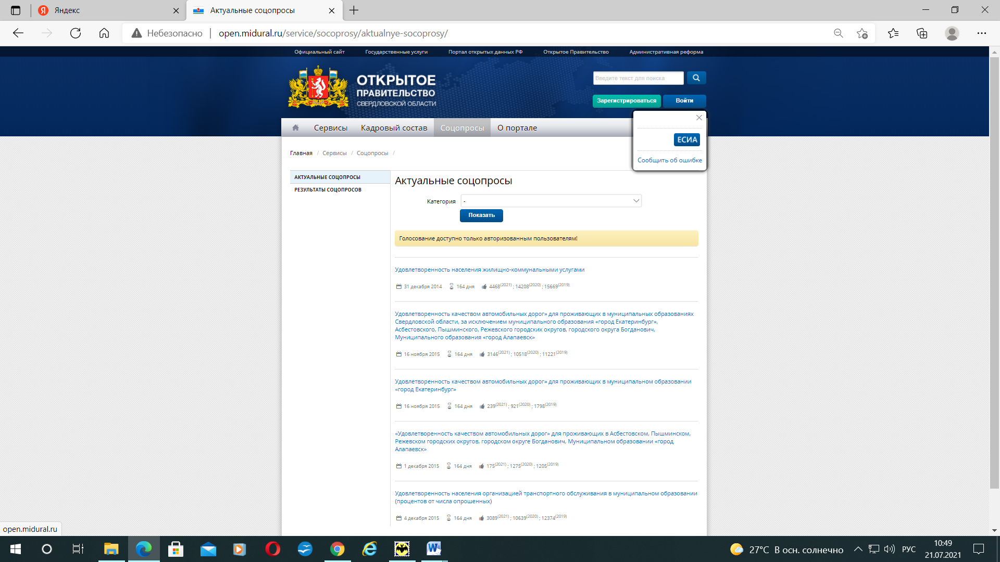 Яндекс
Актуальные соцопросы
Небезопасно | open.midural.ru/service/socoprosy/aktualnye-socoprosy/
Официальный сайт Государственные услуги Портал открытых данных РФ Открытое Правительство Административная реформа
ОТКРЫТОЕ
ПРАВИТЕЛЬСТВО
СВЕРДЛОВСКОЙ ОБЛАСТИ
Введите текст для поиска
Зарегистрироваться Войти
Сервисы Кадровый состав Соцопросы О портале
ЕСИА
Сообщить об ошибке
Главная / Сервисы / Соцопросы /
АКТУАЛЬНЫЕ СОЦОПРОСЫ
РЕЗУЛЬТАТЫ СОЦОПРОСОВ
Актуальные соцопросы
Категория -
Показать
Голосование доступно только авторизованным пользователям!
Удовлетворенность населения жилищно-коммунальными услугами
31 декабря 2014 164 дня 4468(2021) ; 14208(2020) ; 15669(2019)
Удовлетворенность качеством автомобильных дорог» для проживающих в муниципальных образованиях
Свердловской области, за исключением муниципального образования «город Екатеринбург»,
Асбестовского, Пышминского, Режевского городских округов, городского округа Богданович,
Муниципального образования «город Алапаевск»
16 ноября 2015 164 дня 3146(2021) ; 10518(2020) ; 11221(2019)
Удовлетворенность качеством автомобильных дорог» для проживающих в муниципальном образовании
«город Екатеринбург»
16 ноября 2015 164 дня 239(2021) ; 921(2020) ; 1798(2019)
«Удовлетворенность качеством автомобильных дорог» для проживающих в Асбестовском, Пышминском,
Режевском городских округов, городском округе Богданович, Муниципальном образовании «город
Алапаевск»
1 декабря 2015 164 дня 175(2021) ; 1275(2020) ; 1205(2019)
Удовлетворенность населения организацией транспортного обслуживания в муниципальном образовании
(процентов от числа опрошенных)
4 декабря 2015 164 дня 3089(2021) ; 10639(2020) ; 12374(2019)
open.midural.ru
27°C В осн. солнечно
РУС
10:49
21.07.2021